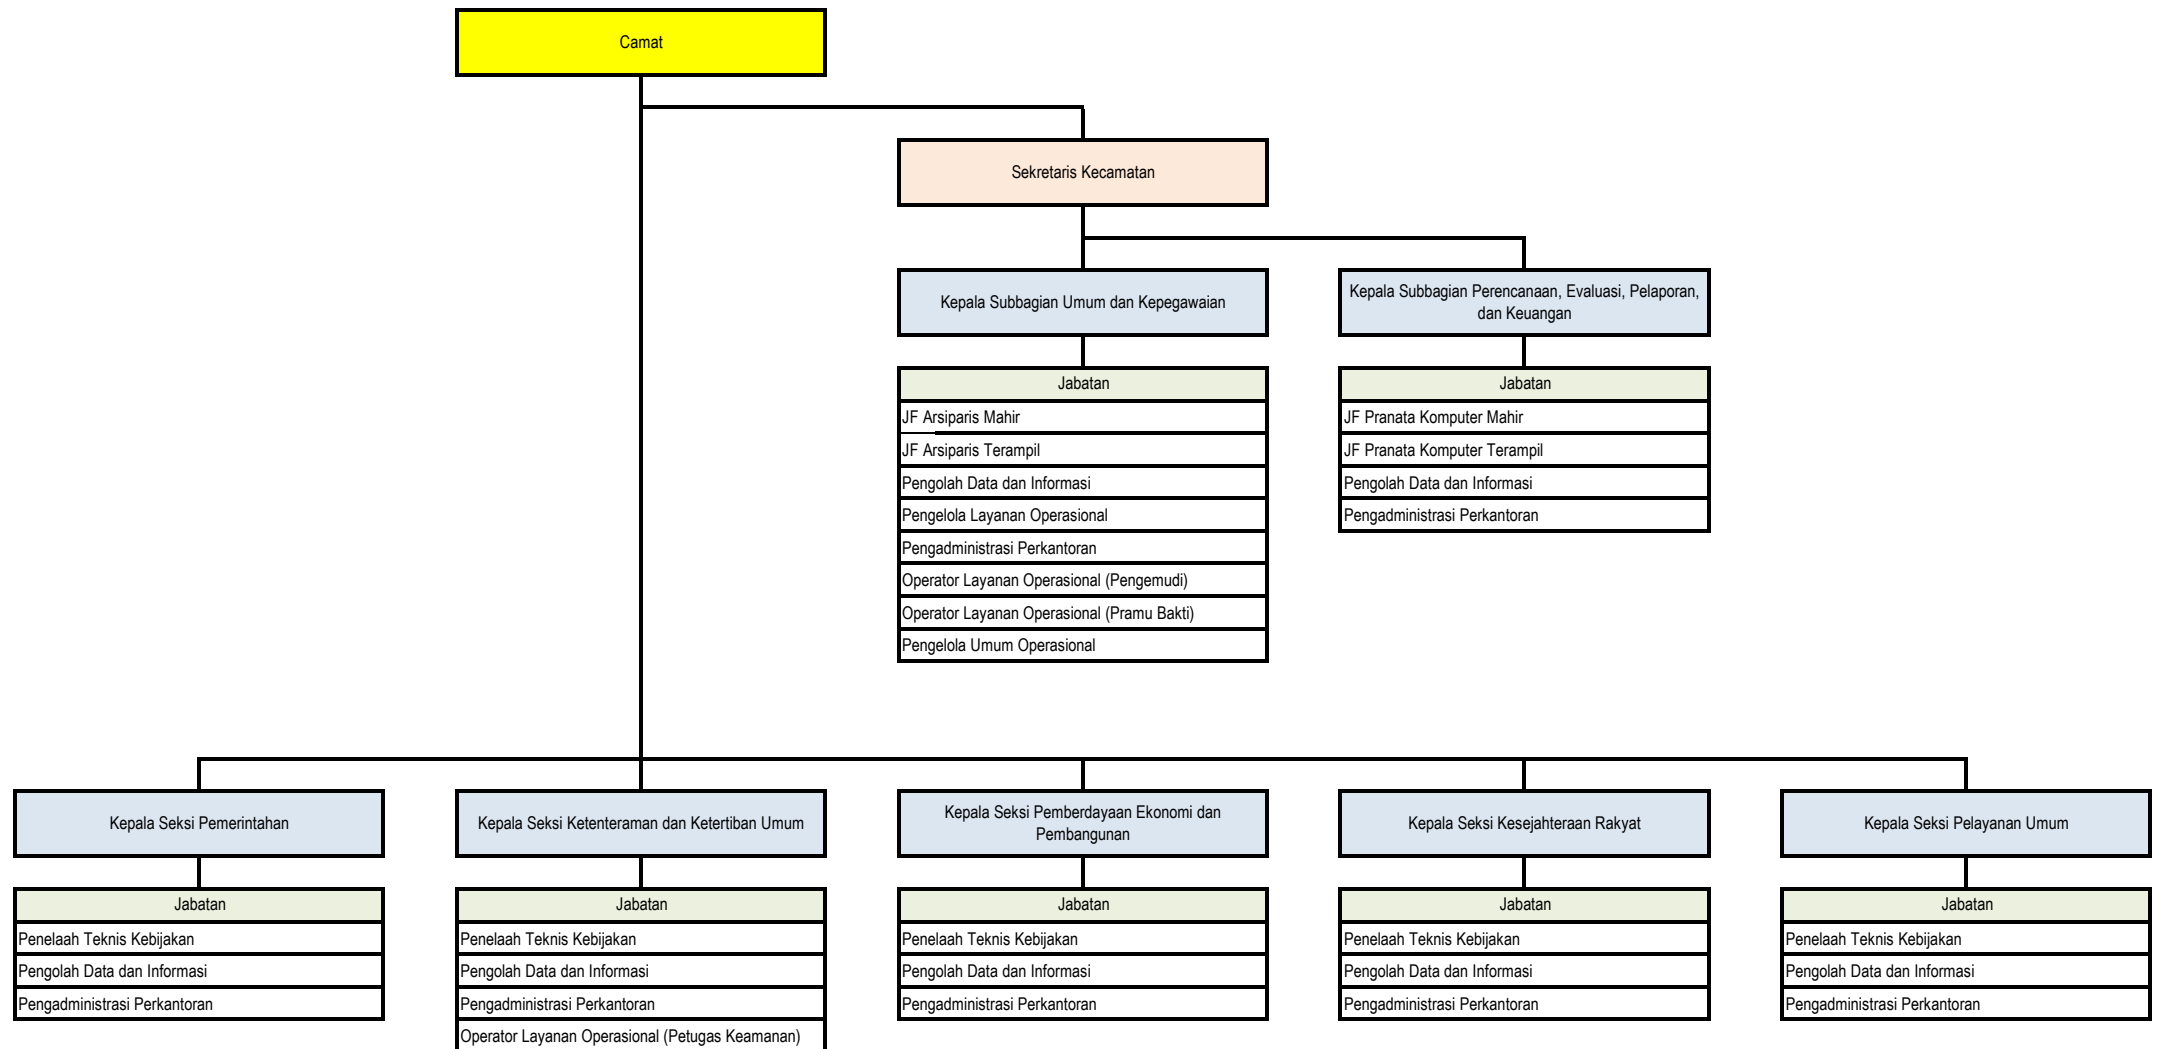 Camat
Sekretaris Kecamatan
Kepala Subbagian Umum dan Kepegawaian
Kepala Subbagian Perencanaan, Evaluasi, Pelaporan,
dan Keuangan
Jabatan
JF Arsiparis Mahir
JF Arsiparis Terampil
Pengolah Data dan Informasi
Pengelola Layanan Operasional
Pengadministrasi Perkantoran
Operator Layanan Operasional (Pengemudi)
Operator Layanan Operasional (Pramu Bakti)
Pengelola Umum Operasional
Jabatan
JF Pranata Komputer Mahir
JF Pranata Komputer Terampil
Pengolah Data dan Informasi
Pengadministrasi Perkantoran
Kepala Seksi Pemerintahan
Jabatan
Penelaah Teknis Kebijakan
Pengolah Data dan Informasi
Pengadministrasi Perkantoran
Kepala Seksi Ketenteraman dan Ketertiban Umum
Jabatan
Penelaah Teknis Kebijakan
Pengolah Data dan Informasi
Pengadministrasi Perkantoran
Operator Layanan Operasional (Petugas Keamanan)
Kepala Seksi Pemberdayaan Ekonomi dan
Pembangunan
Jabatan
Penelaah Teknis Kebijakan
Pengolah Data dan Informasi
Pengadministrasi Perkantoran
Kepala Seksi Kesejahteraan Rakyat
Jabatan
Penelaah Teknis Kebijakan
Pengolah Data dan Informasi
Pengadministrasi Perkantoran
Kepala Seksi Pelayanan Umum
Jabatan
Penelaah Teknis Kebijakan
Pengolah Data dan Informasi
Pengadministrasi Perkantoran